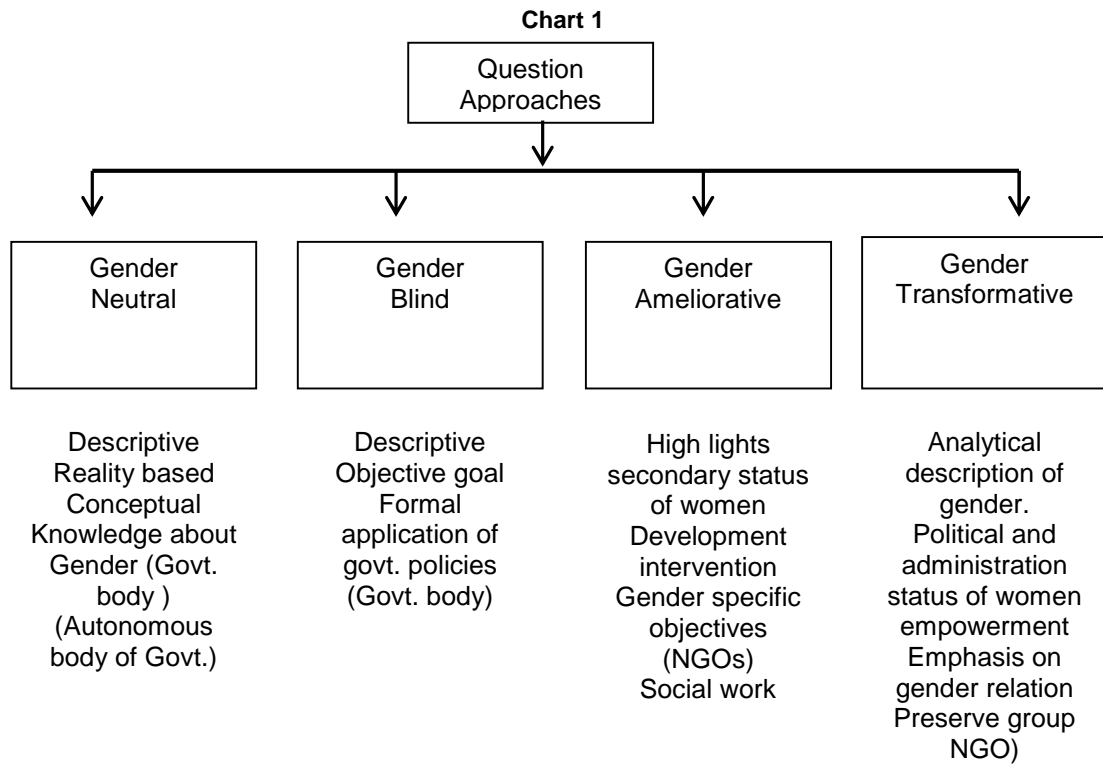 Chart 1
Question
Approaches
Gender
Neutral
Gender
Blind
Gender
Ameliorative
Gender
Transformative
Descriptive
Reality based
Conceptual
Knowledge about
Gender (Govt.
body )
(Autonomous
body of Govt.)
Descriptive
Objective goal
Formal
application of
govt. policies
(Govt. body)
High lights
secondary status
of women
Development
intervention
Gender specific
objectives
(NGOs)
Social work
Analytical
description of
gender.
Political and
administration
status of women
empowerment
Emphasis on
gender relation
Preserve group
NGO)